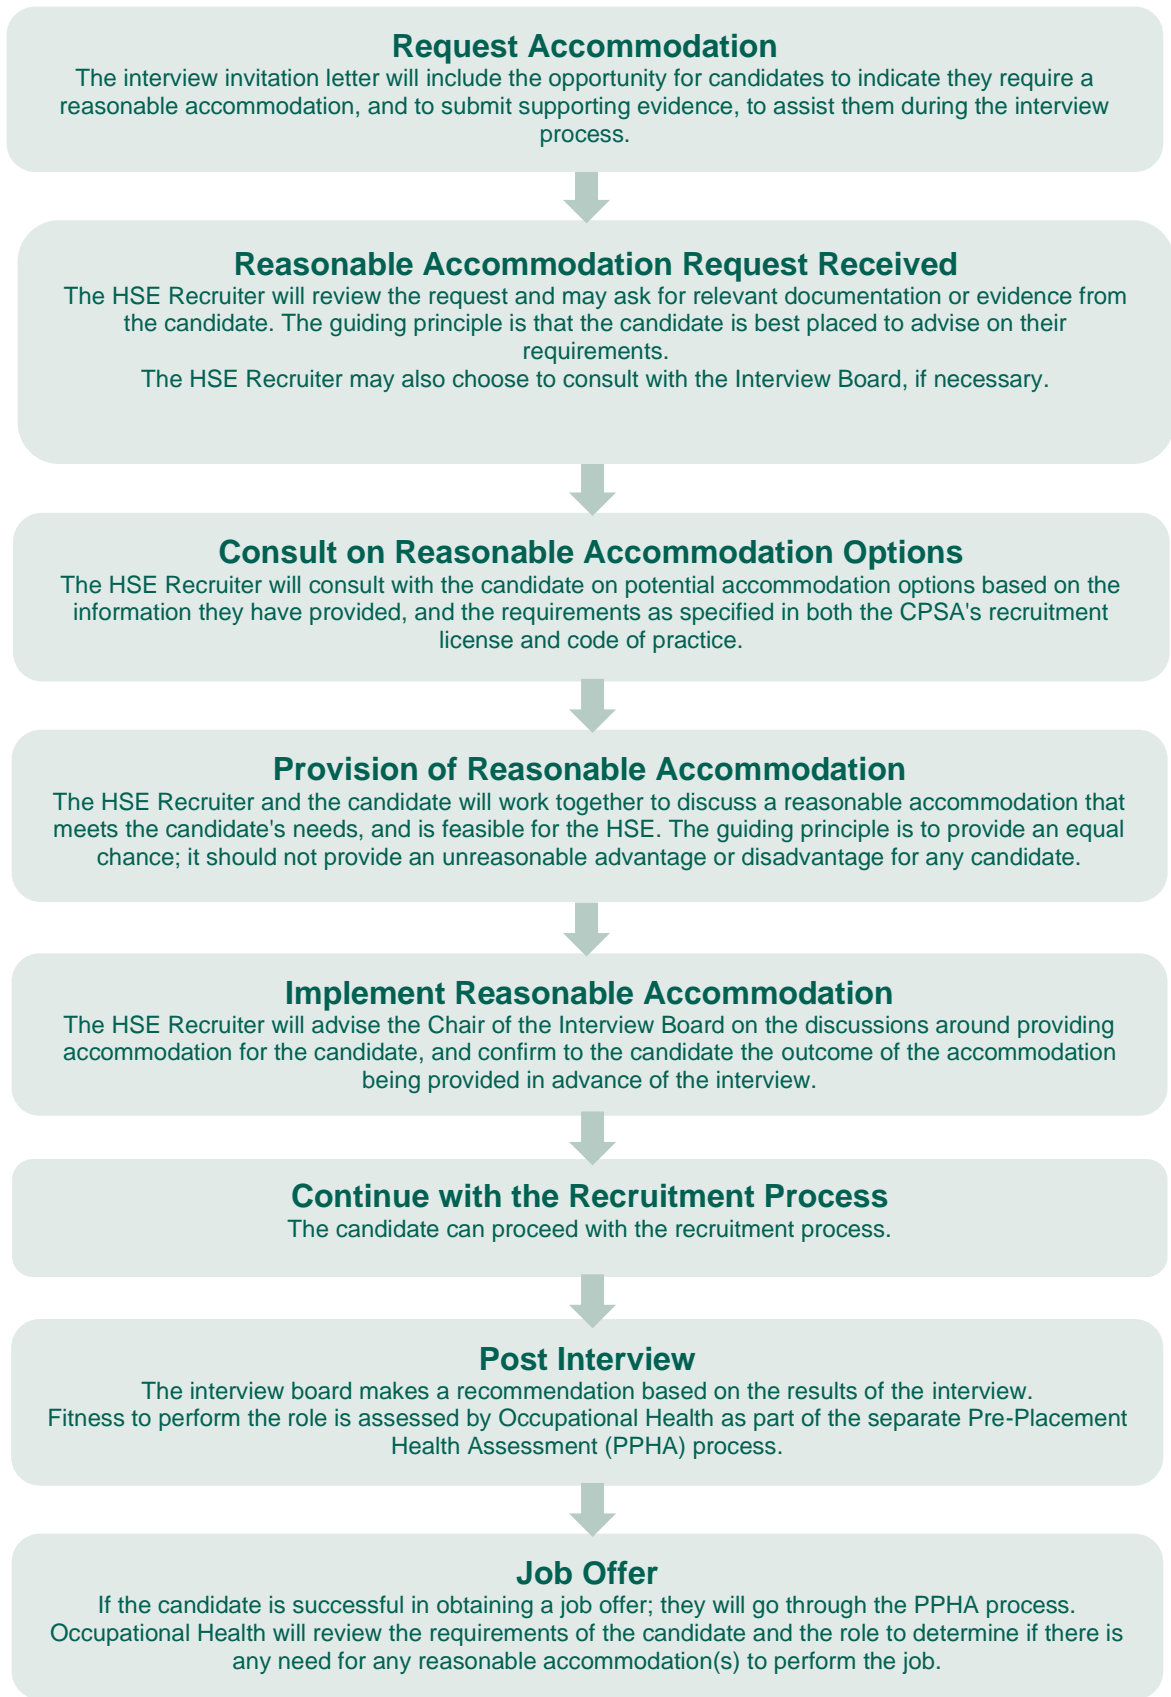 Request Accommodation
The interview invitation letter will include the opportunity for candidates to indicate they require a
reasonable accommodation, and to submit supporting evidence, to assist them during the interview
process.
Reasonable Accommodation Request Received
The HSE Recruiter will review the request and may ask for relevant documentation or evidence from
the candidate. The guiding principle is that the candidate is best placed to advise on their
requirements.
The HSE Recruiter may also choose to consult with the Interview Board, if necessary.
Consult on Reasonable Accommodation Options
The HSE Recruiter will consult with the candidate on potential accommodation options based on the
information they have provided, and the requirements as specified in both the CPSA's recruitment
license and code of practice.
Provision of Reasonable Accommodation
The HSE Recruiter and the candidate will work together to discuss a reasonable accommodation that
meets the candidate's needs, and is feasible for the HSE. The guiding principle is to provide an equal
chance; it should not provide an unreasonable advantage or disadvantage for any candidate.
Implement Reasonable Accommodation
The HSE Recruiter will advise the Chair of the Interview Board on the discussions around providing
accommodation for the candidate, and confirm to the candidate the outcome of the accommodation
being provided in advance of the interview.
Continue with the Recruitment Process
The candidate can proceed with the recruitment process.
Post Interview
The interview board makes a recommendation based on the results of the interview.
Fitness to perform the role is assessed by Occupational Health as part of the separate Pre-Placement
Health Assessment (PPHA) process.
Job Offer
If the candidate is successful in obtaining a job offer; they will go through the PPHA process.
Occupational Health will review the requirements of the candidate and the role to determine if there is
any need for any reasonable accommodation(s) to perform the job.